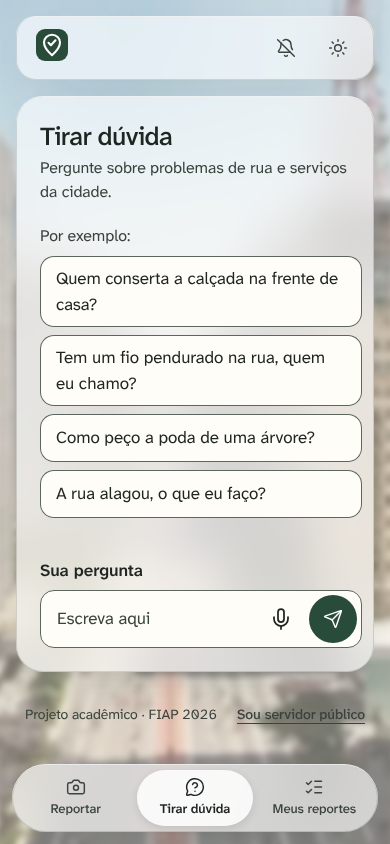 Tirar dúvida
Pergunte sobre problemas de rua e serviços
da cidade.
Por exemplo:
Quem conserta a calçada na frente de
casa?
Tem um fio pendurado na rua, quem
eu chamo?
Como peço a poda de uma árvore?
A rua alagou, o que eu faço?
Sua pergunta
Escreva aqui
Projeto acadêmico · FIAP 2026 Sou servidor público
Reportar Tirar dúvida Meus reportes